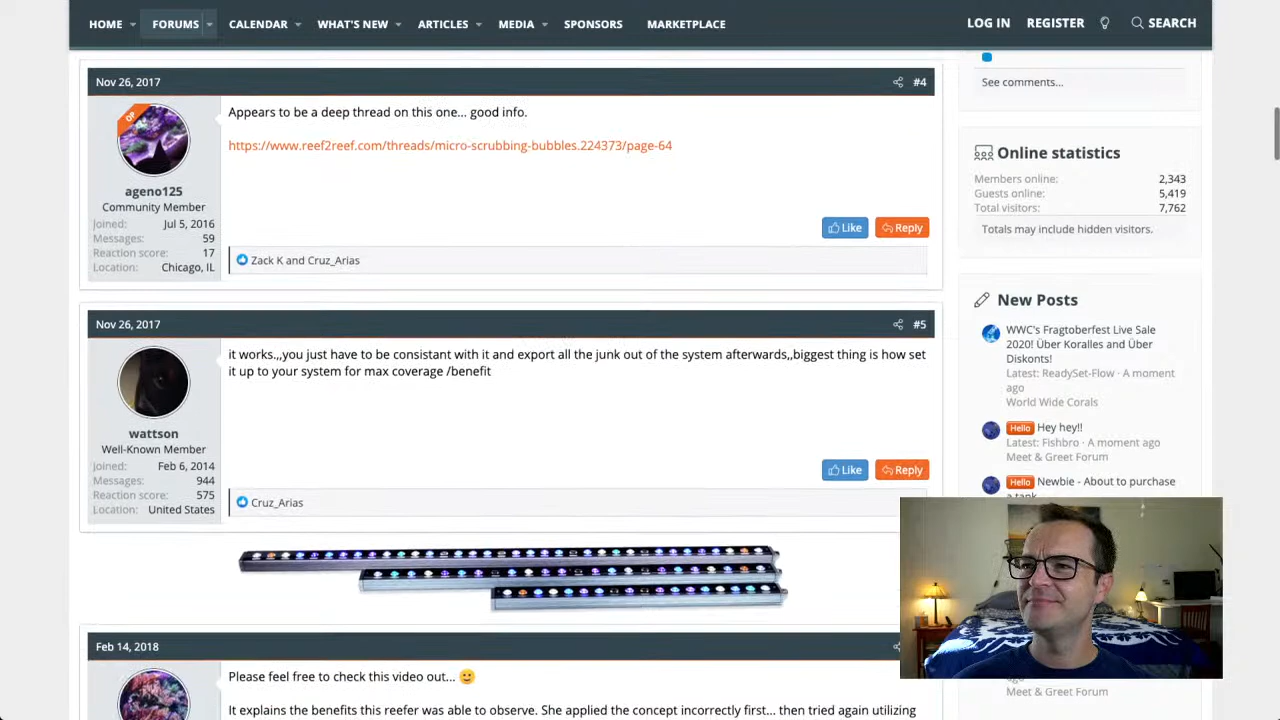 HOME
FORUMS
CALENDAR
WHAT'S NEW
ARTICLES
MEDIA
SPONSORS
MARKETPLACE
LOG IN
REGISTER
SEARCH
Nov 26, 2017
#4
OP
ageno125
Community Member
Joined: Jul 5, 2016
Messages: 59
Reaction score: 17
Location: Chicago, IL
Appears to be a deep thread on this one... good info.
https://www.reef2reef.com/threads/micro-scrubbing-bubbles.224373/page-64
Like
Reply
Zack K and Cruz_Arias
Nov 26, 2017
#5
wattson
Well-Known Member
Joined: Feb 6, 2014
Messages: 944
Reaction score: 575
Location: United States
it works.,,you just have to be consistant with it and export all the junk out of the system afterwards,,biggest thing is how set
it up to your system for max coverage /benefit
Like
Reply
Cruz_Arias
Feb 14, 2018
Please feel free to check this video out...
It explains the benefits this reefer was able to observe. She applied the concept incorrectly first... then tried again utilizing
See comments...
Online statistics
Members online: 2,343
Guests online: 5,419
Total visitors: 7,762
Totals may include hidden visitors.
New Posts
WWC's Fragtoberfest Live Sale
2020! Über Koralles and Über
Diskonts!
Latest: ReadySet-Flow · A moment
ago
World Wide Corals
Hello Hey hey!!
Latest: Fishbro · A moment ago
Meet & Greet Forum
Hello Newbie - About to purchase
a tank
Meet & Greet Forum